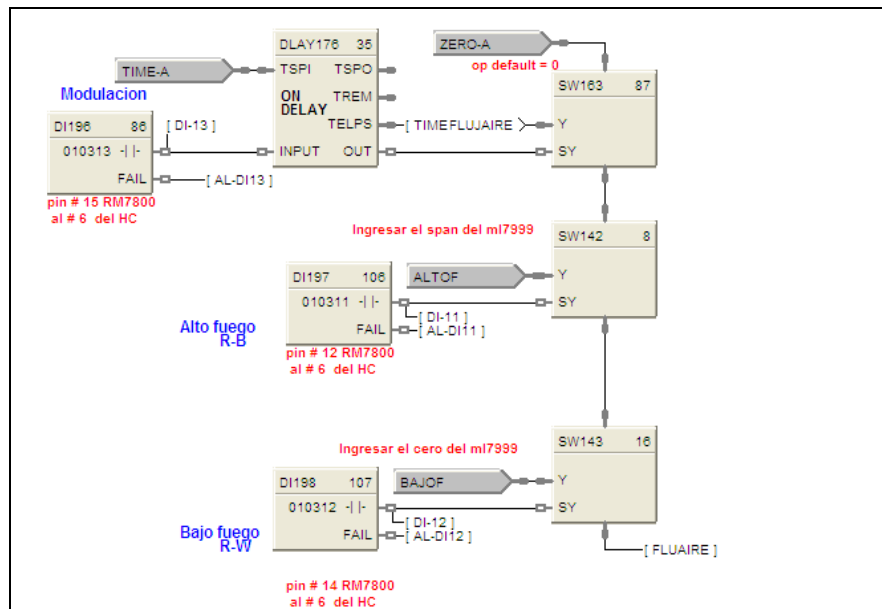 DLAY176 35
ZERO-A
TIME-A
TSPI TSPO
op default = 0
SW163 87
Modulacion
ON
DELAY
TREM
[ DI-13 ]
TELPS
[ TIMEFLUJAIRE >
Y
DI196 86
010313 -| |-
INPUT OUT
SY
FAIL
[ AL-DI13 ]
pin # 15 RM7800
al # 6 del HC
Ingresar el span del ml7999
SW142 8
DI197 106
ALTOF
Y
010311 -| |-
SY
[ DI-11 ]
Alto fuego
R-B
FAIL
[ AL-DI11 ]
pin # 12 RM7800
al # 6 del HC
Ingresar el cero del ml7999
SW143 16
DI198 107
BAJOF
Y
010312 -| |-
SY
[ DI-12 ]
Bajo fuego
R-W
FAIL
[ AL-DI12 ]
[ FLUAIRE ]
pin # 14 RM7800
al # 6 del HC